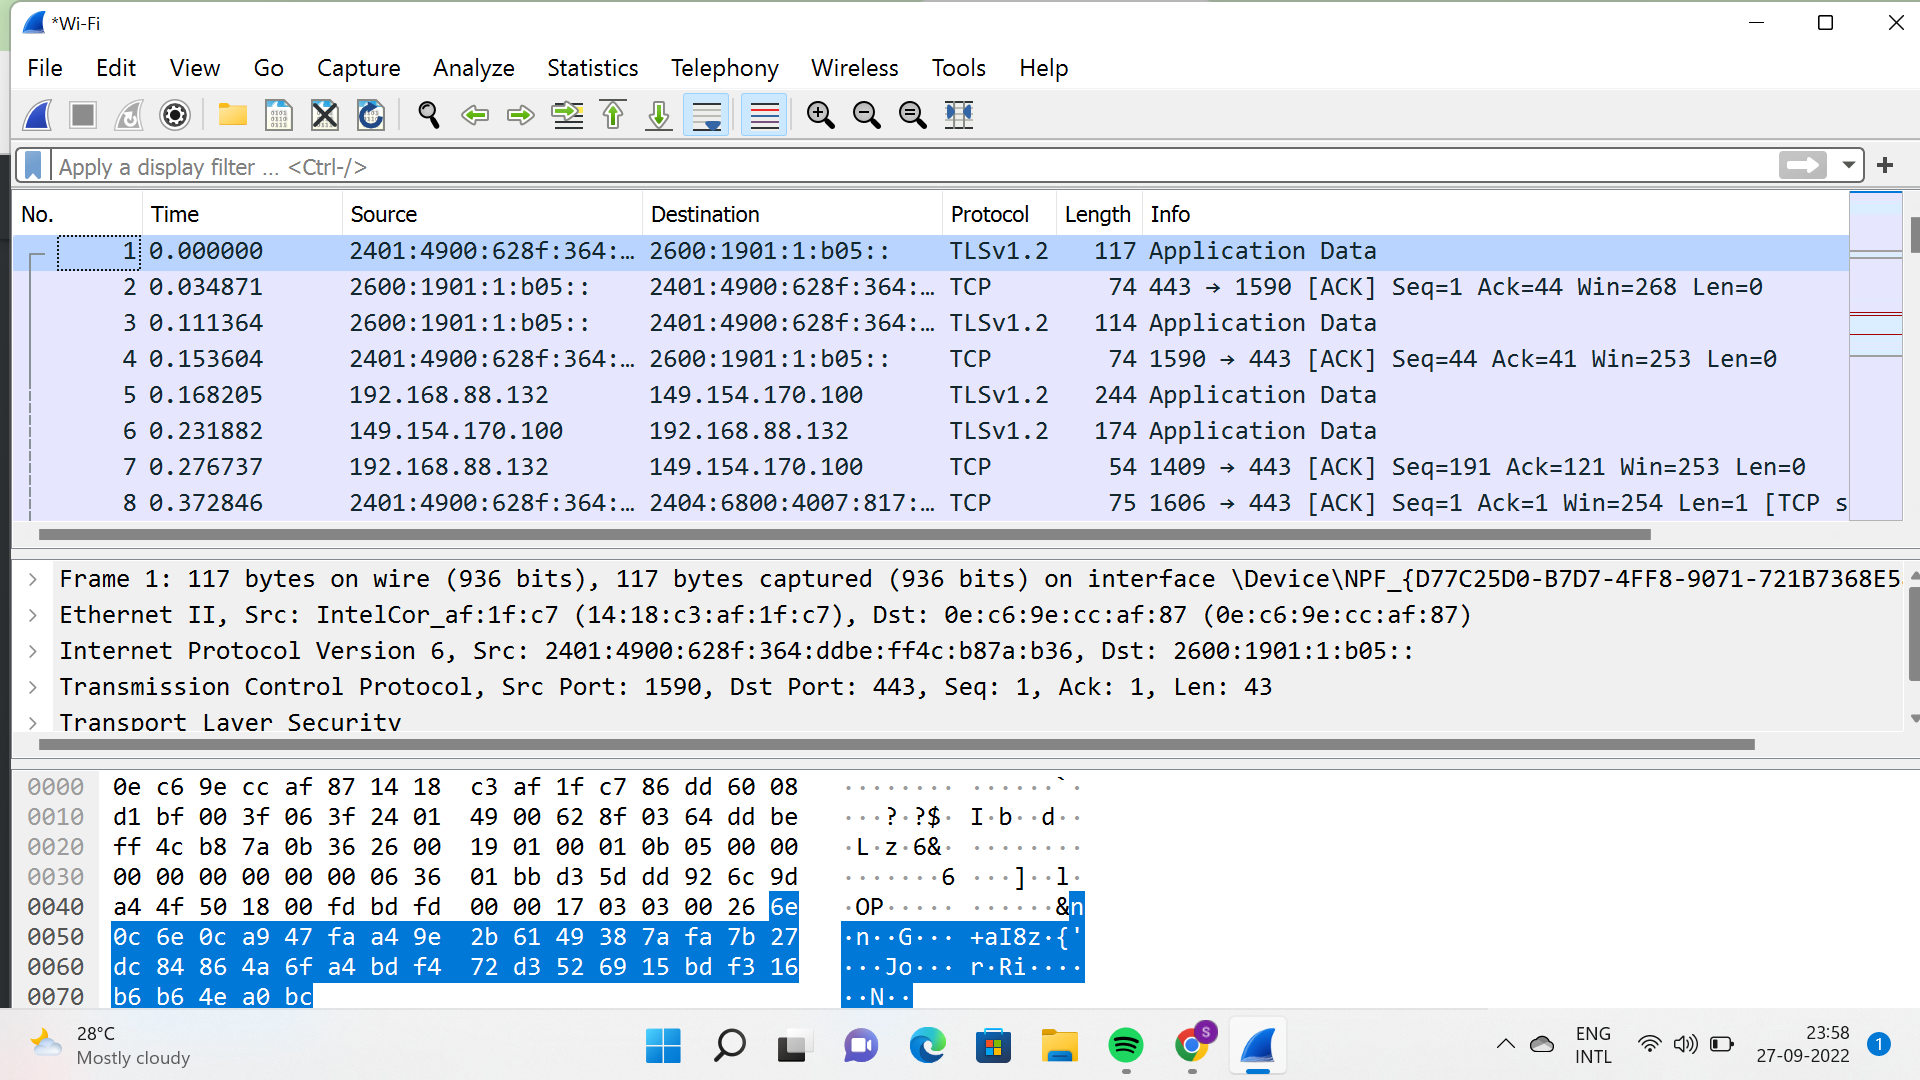 *Wi-Fi
File Edit View Go Capture Analyze Statistics Telephony Wireless Tools Help
Apply a display filter … <Ctrl-/>
No. Time Source Destination Protocol Length Info
1 0.000000 2401:4900:628f:364:… 2600:1901:1:b05:: TLSv1.2 117 Application Data
2 0.034871 2600:1901:1:b05:: 2401:4900:628f:364:… TCP 74 443 → 1590 [ACK] Seq=1 Ack=44 Win=268 Len=0
3 0.111364 2600:1901:1:b05:: 2401:4900:628f:364:… TLSv1.2 114 Application Data
4 0.153604 2401:4900:628f:364:… 2600:1901:1:b05:: TCP 74 1590 → 443 [ACK] Seq=44 Ack=41 Win=253 Len=0
5 0.168205 192.168.88.132 149.154.170.100 TLSv1.2 244 Application Data
6 0.231882 149.154.170.100 192.168.88.132 TLSv1.2 174 Application Data
7 0.276737 192.168.88.132 149.154.170.100 TCP 54 1409 → 443 [ACK] Seq=191 Ack=121 Win=253 Len=0
8 0.372846 2401:4900:628f:364:… 2404:6800:4007:817:… TCP 75 1606 → 443 [ACK] Seq=1 Ack=1 Win=254 Len=1 [TCP s
Frame 1: 117 bytes on wire (936 bits), 117 bytes captured (936 bits) on interface \Device\NPF_{D77C25D0-B7D7-4FF8-9071-721B7368E5
Ethernet II, Src: IntelCor_af:1f:c7 (14:18:c3:af:1f:c7), Dst: 0e:c6:9e:cc:af:87 (0e:c6:9e:cc:af:87)
Internet Protocol Version 6, Src: 2401:4900:628f:364:ddbe:ff4c:b87a:b36, Dst: 2600:1901:1:b05::
Transmission Control Protocol, Src Port: 1590, Dst Port: 443, Seq: 1, Ack: 1, Len: 43
Transport Layer Security
0000 0e c6 9e cc af 87 14 18 c3 af 1f c7 86 dd 60 08 ········ ······`·
0010 d1 bf 00 3f 06 3f 24 01 49 00 62 8f 03 64 dd be ···?·?$· I·b··d··
0020 ff 4c b8 7a 0b 36 26 00 19 01 00 01 0b 05 00 00 ·L·z·6&· ········
0030 00 00 00 00 00 00 06 36 01 bb d3 5d dd 92 6c 9d ·······6 ···]··l·
0040 a4 4f 50 18 00 fd bd fd 00 00 17 03 03 00 26 6e ·OP····· ······&n
0050 0c 6e 0c a9 47 fa a4 9e 2b 61 49 38 7a fa 7b 27 ·n··G··· +aI8z·{'
0060 dc 84 86 4a 6f a4 bd f4 72 d3 52 69 15 bd f3 16 ···Jo··· r·Ri····
0070 b6 b6 4e a0 bc ··N··
28°C
Mostly cloudy
S
ENG
INTL
23:58
27-09-2022
1